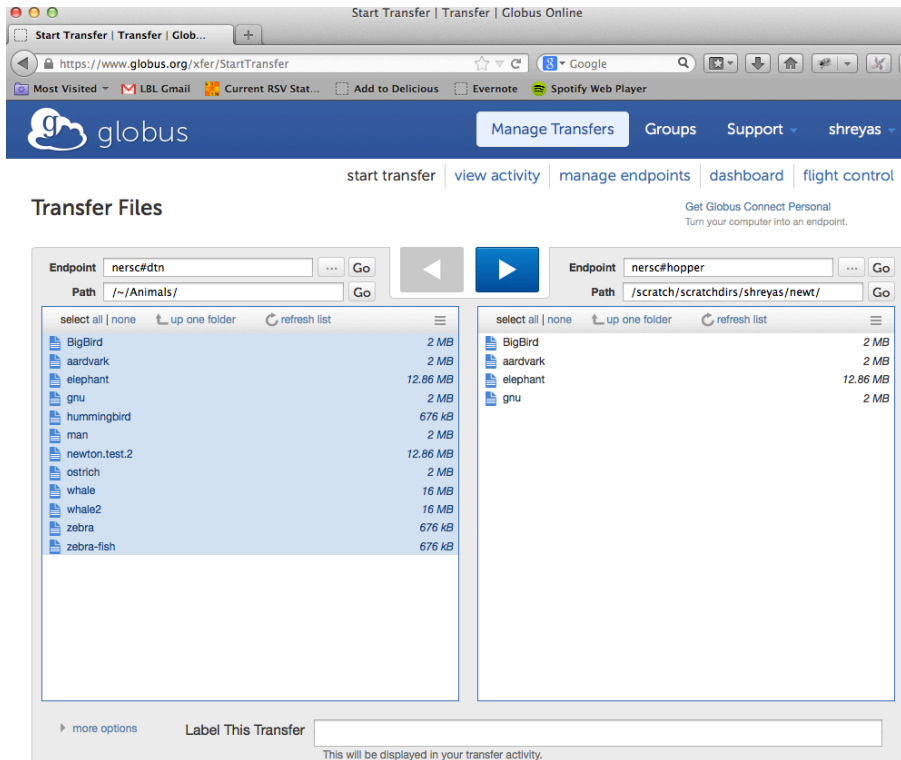 Start Transfer | Transfer | Globus Online
Start Transfer | Transfer | Glob...
https://www.globus.org/xfer/StartTransfer
Google
Most Visited
LBL Gmail
Current RSV Stat...
Add to Delicious
Evernote
Spotify Web Player
globus
Manage Transfers
Groups
Support
shreyas
start transfer
view activity
manage endpoints
dashboard
flight control
Transfer Files
Get Globus Connect Personal
Turn your computer into an endpoint.
Endpoint nersc#dtn ... Go
Path /~/Animals/ Go
select all | none up one folder refresh list
BigBird 2 MB
aardvark 2 MB
elephant 12.86 MB
gnu 2 MB
hummingbird 676 kB
man 2 MB
newton.test.2 12.86 MB
ostrich 2 MB
whale 16 MB
whale2 16 MB
zebra 676 kB
zebra-fish 676 kB
Endpoint nersc#hopper ... Go
Path /scratch/scratchdirs/shreyas/newt/ Go
select all | none up one folder refresh list
BigBird 2 MB
aardvark 2 MB
elephant 12.86 MB
gnu 2 MB
more options
Label This Transfer
This will be displayed in your transfer activity.